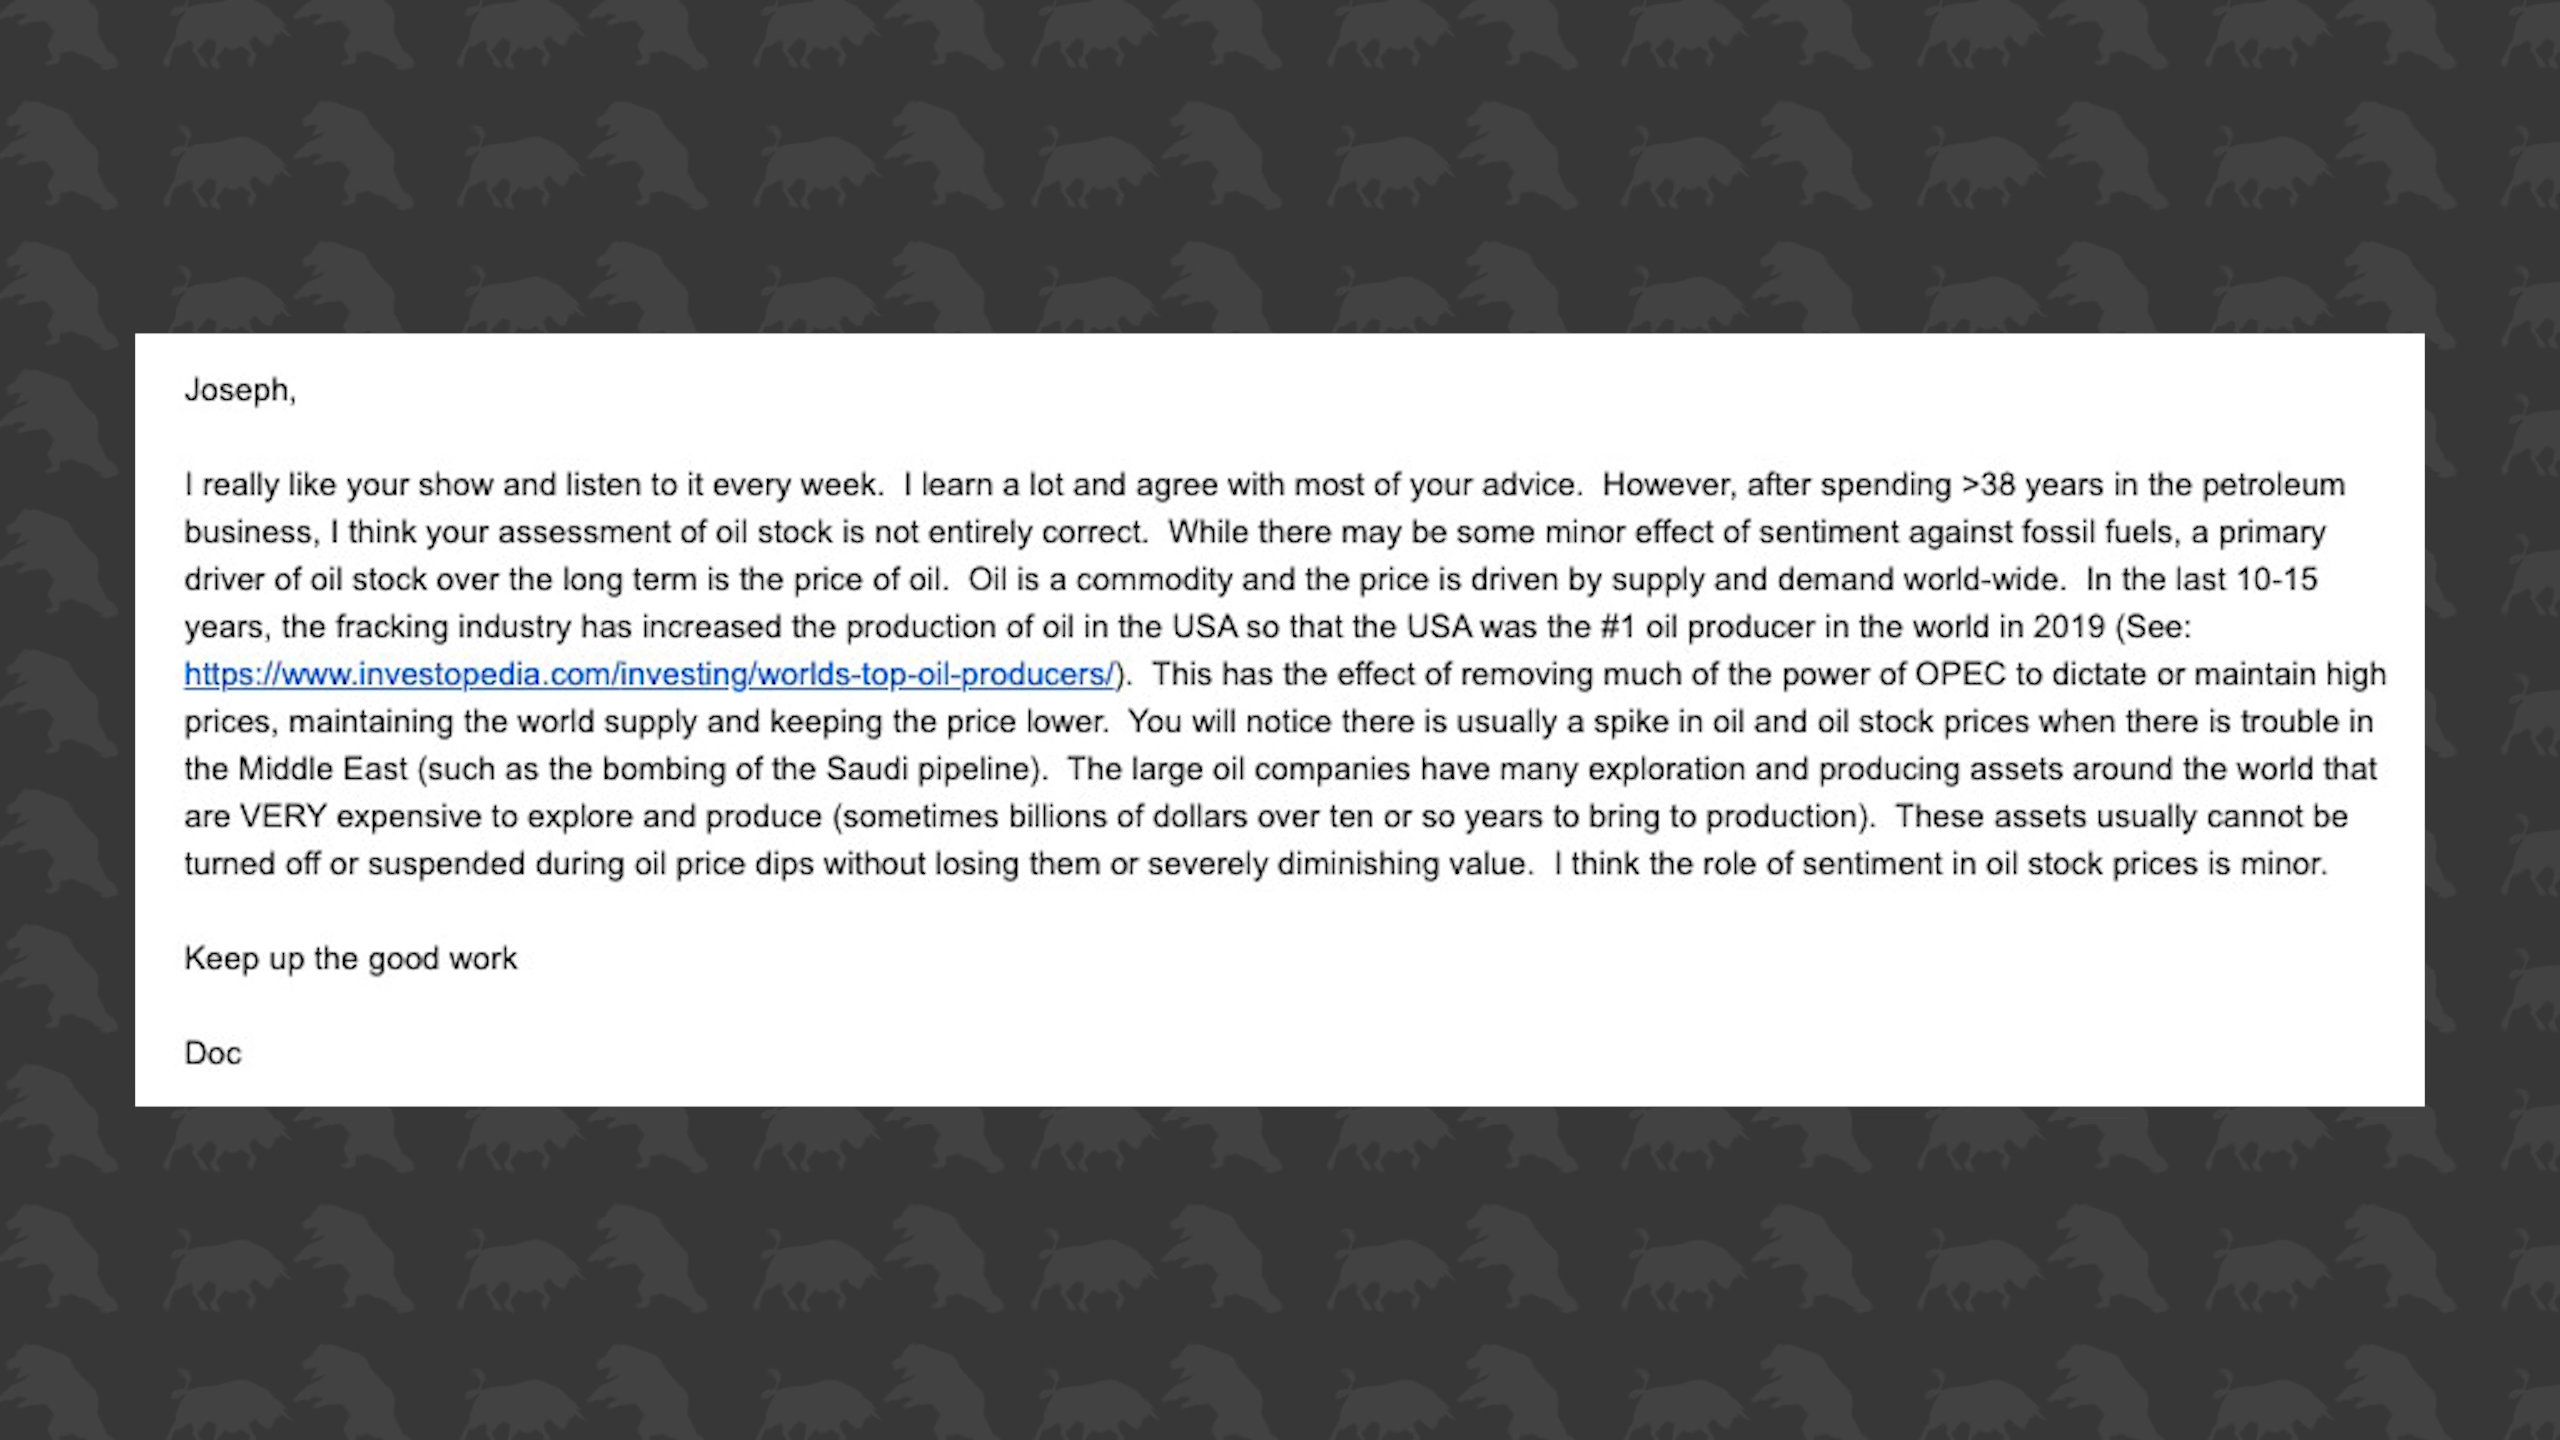 Joseph,
I really like your show and listen to it every week.  I learn a lot and agree with most of your advice.  However, after spending >38 years in the petroleum
business, I think your assessment of oil stock is not entirely correct.  While there may be some minor effect of sentiment against fossil fuels, a primary
driver of oil stock over the long term is the price of oil.  Oil is a commodity and the price is driven by supply and demand world-wide.  In the last 10-15
years, the fracking industry has increased the production of oil in the USA so that the USA was the #1 oil producer in the world in 2019 (See:
https://www.investopedia.com/investing/worlds-top-oil-producers/).  This has the effect of removing much of the power of OPEC to dictate or maintain high
prices, maintaining the world supply and keeping the price lower.  You will notice there is usually a spike in oil and oil stock prices when there is trouble in
the Middle East (such as the bombing of the Saudi pipeline).  The large oil companies have many exploration and producing assets around the world that
are VERY expensive to explore and produce (sometimes billions of dollars over ten or so years to bring to production).  These assets usually cannot be
turned off or suspended during oil price dips without losing them or severely diminishing value.  I think the role of sentiment in oil stock prices is minor.
Keep up the good work
Doc